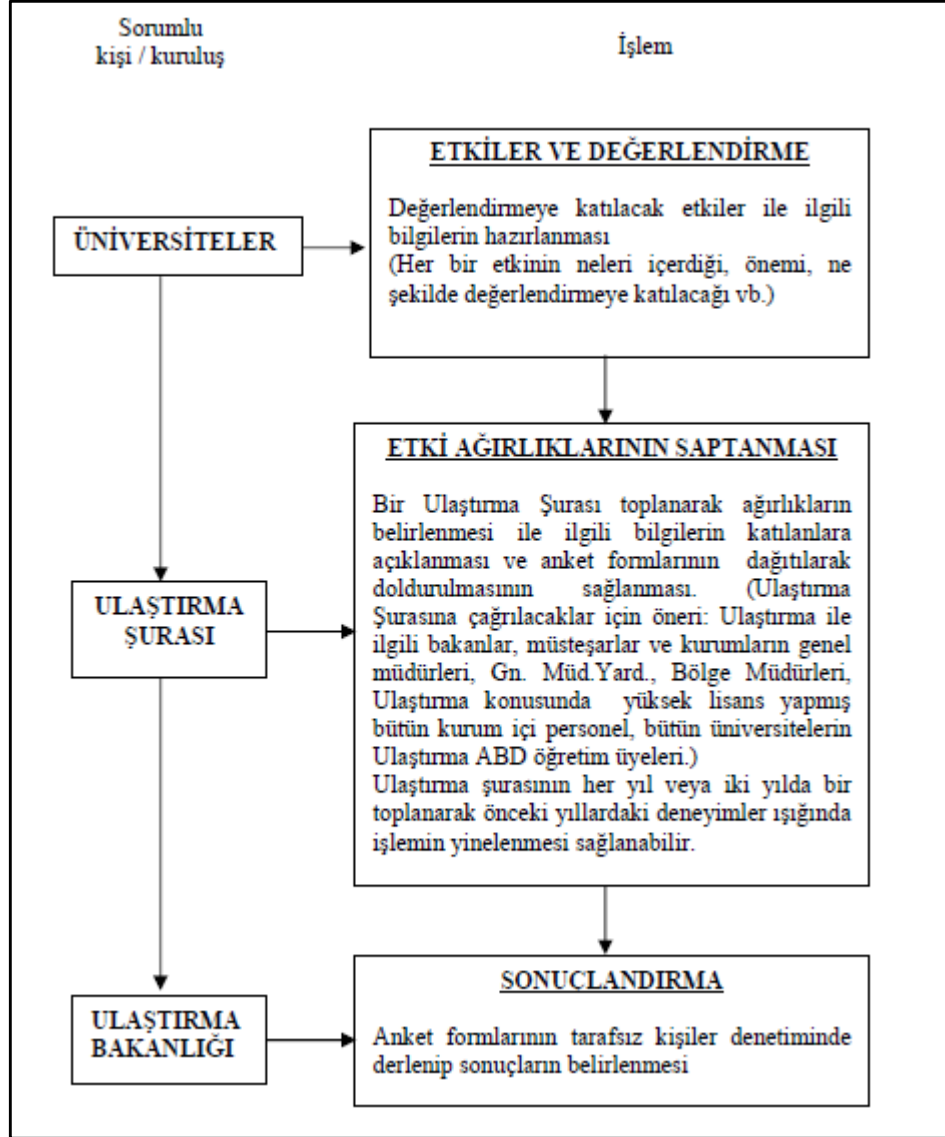 Sorumlu
kişi / kuruluş
İşlem
ETKİLER VE DEĞERLENDİRME
Değerlendirmeye katılacak etkiler ile ilgili
bilgilerin hazırlanması
(Her bir etkinin neleri içerdiği, önemi, ne
şekilde değerlendirmeye katılacağı vb.)
ÜNİVERSİTELER
ETKİ AĞIRLIKLARININ SAPTANMASI
Bir Ulaştırma Şurası toplanarak ağırlıkların
belirlenmesi ile ilgili bilgilerin katılanlara
açıklanması ve anket formlarının dağıtılarak
doldurulmasının sağlanması. (Ulaştırma
Şurasına çağrılacaklar için öneri: Ulaştırma ile
ilgili bakanlar, müsteşarlar ve kurumların genel
müdürleri, Gn. Müd.Yard., Bölge Müdürleri,
Ulaştırma konusunda yüksek lisans yapmış
bütün kurum içi personel, bütün üniversitelerin
Ulaştırma ABD öğretim üyeleri.)
Ulaştırma şurasının her yıl veya iki yılda bir
toplanarak önceki yıllardaki deneyimler ışığında
işlemin yinelenmesi sağlanabilir.
ULAŞTIRMA
ŞURASI
SONUÇLANDIRMA
Anket formlarının tarafsız kişiler denetiminde
derlenip sonuçların belirlenmesi
ULAŞTIRMA
BAKANLIĞI